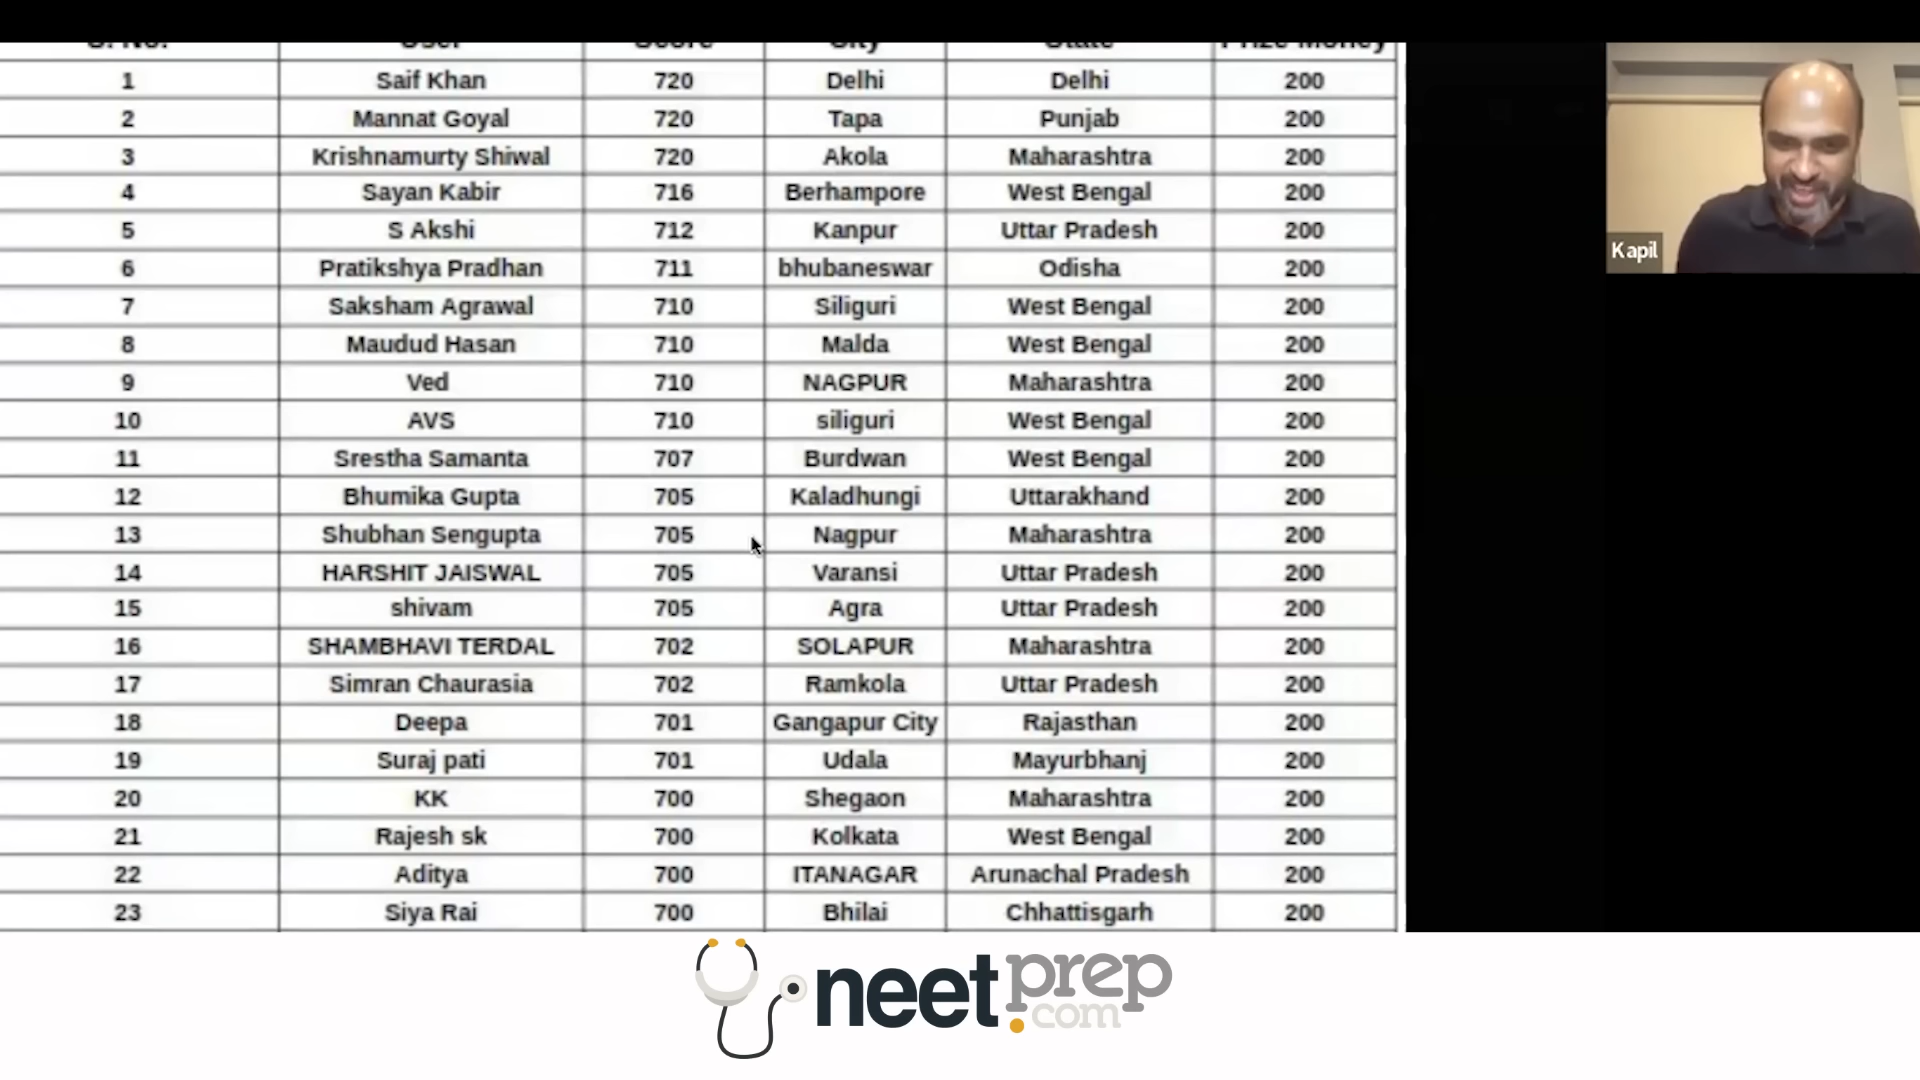 S. No. User Score City State Prize Money
1 Saif Khan 720 Delhi Delhi 200
2 Mannat Goyal 720 Tapa Punjab 200
3 Krishnamurty Shiwal 720 Akola Maharashtra 200
4 Sayan Kabir 716 Berhampore West Bengal 200
5 S Akshi 712 Kanpur Uttar Pradesh 200
6 Pratikshya Pradhan 711 bhubaneswar Odisha 200
7 Saksham Agrawal 710 Siliguri West Bengal 200
8 Maudud Hasan 710 Malda West Bengal 200
9 Ved 710 NAGPUR Maharashtra 200
10 AVS 710 siliguri West Bengal 200
11 Srestha Samanta 707 Burdwan West Bengal 200
12 Bhumika Gupta 705 Kaladhungi Uttarakhand 200
13 Shubhan Sengupta 705 Nagpur Maharashtra 200
14 HARSHIT JAISWAL 705 Varansi Uttar Pradesh 200
15 shivam 705 Agra Uttar Pradesh 200
16 SHAMBHAVI TERDAL 702 SOLAPUR Maharashtra 200
17 Simran Chaurasia 702 Ramkola Uttar Pradesh 200
18 Deepa 701 Gangapur City Rajasthan 200
19 Suraj pati 701 Udala Mayurbhanj 200
20 KK 700 Shegaon Maharashtra 200
21 Rajesh sk 700 Kolkata West Bengal 200
22 Aditya 700 ITANAGAR Arunachal Pradesh 200
23 Siya Rai 700 Bhilai Chhattisgarh 200
Kapil
neetprep
.com